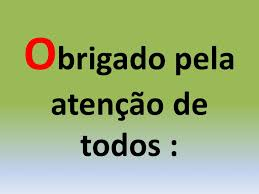 Obrigado pela
atenção de
todos :